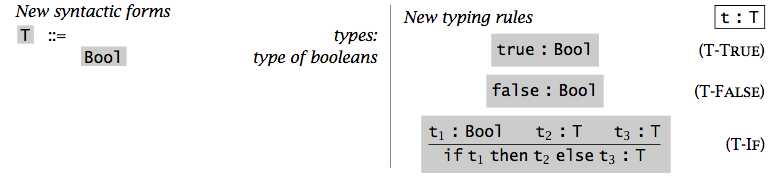 New syntactic forms
T ::= types:
Bool type of booleans
New typing rules t : T
true : Bool (T-TRUE)
false : Bool (T-FALSE)
t₁ : Bool t₂ : T t₃ : T
if t₁ then t₂ else t₃ : T (T-IF)